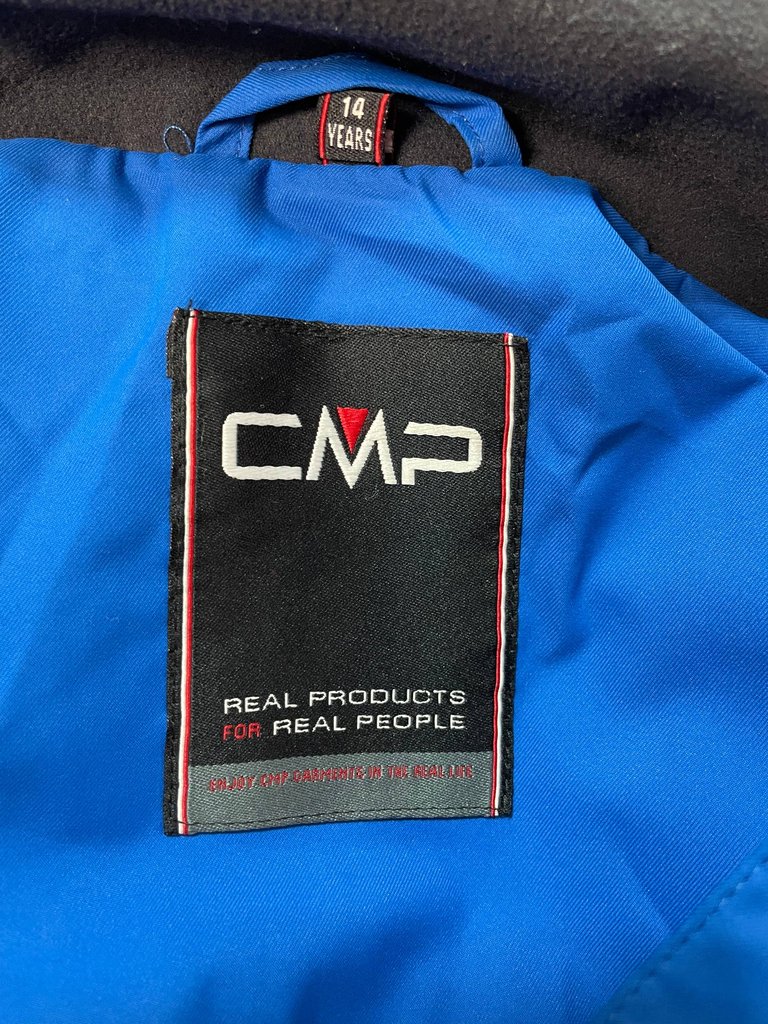 14
YEARS
CMP
REAL PRODUCTS
FOR REAL PEOPLE
ENJOY CMP GARMENTS IN THE REAL LIFE